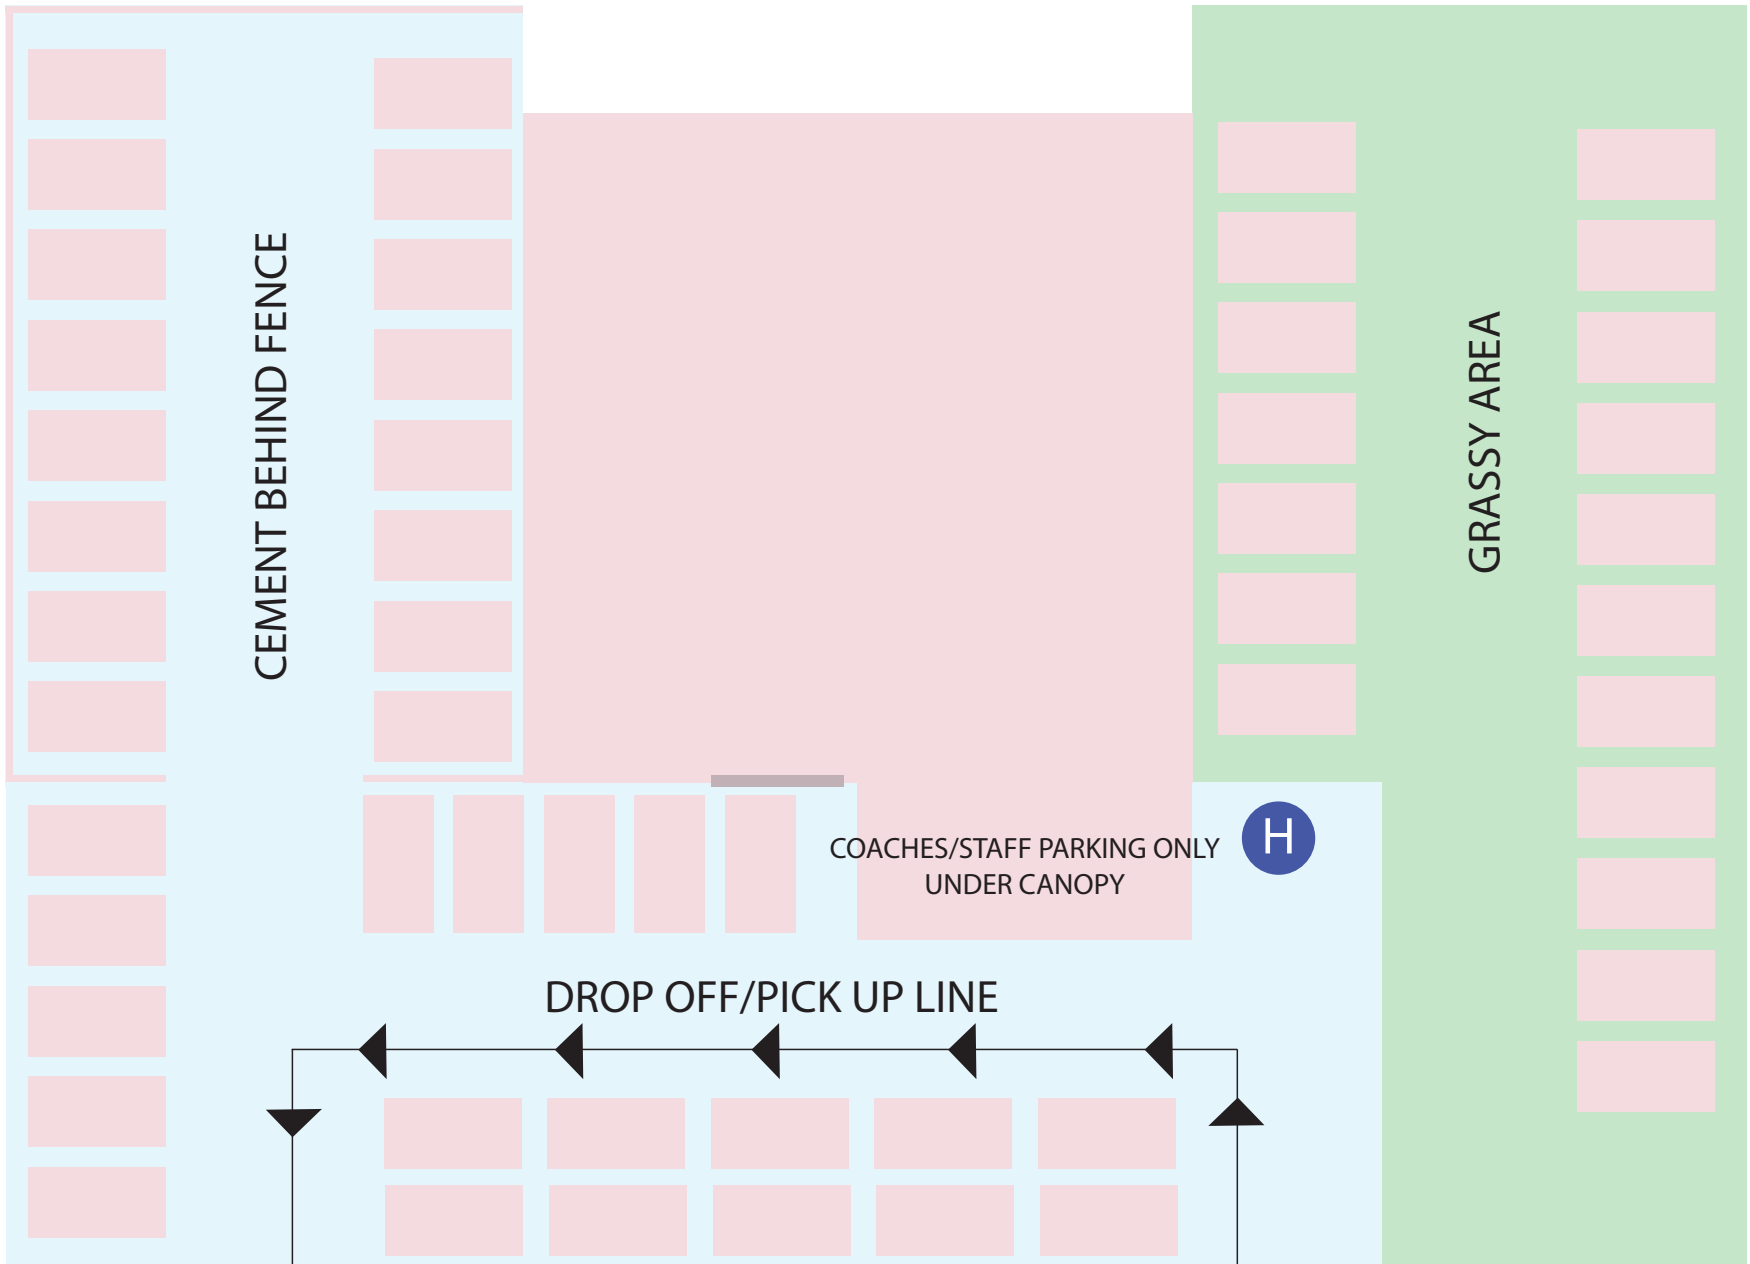 CEMENT BEHIND FENCE
GRASSY AREA
COACHES/STAFF PARKING ONLY
UNDER CANOPY
H
DROP OFF/PICK UP LINE